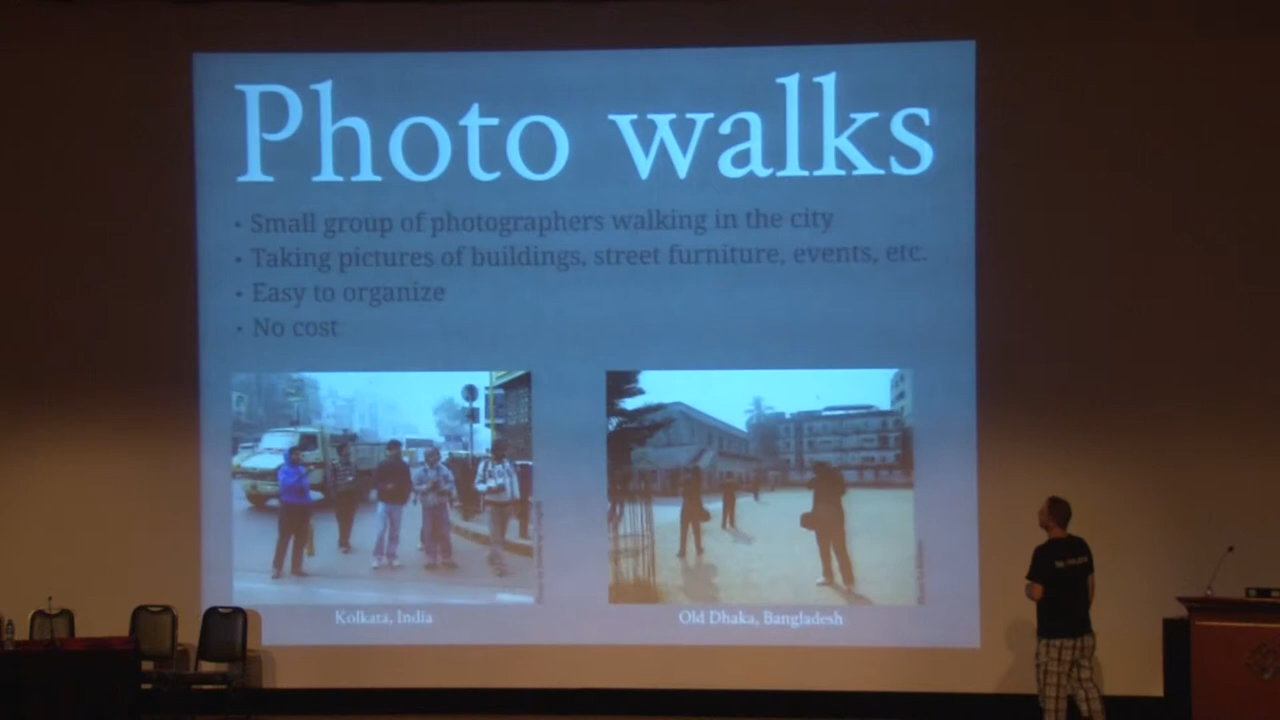 Photo walks
• Small group of photographers walking in the city
• Taking pictures of buildings, street furniture, events, etc.
• Easy to organize
• No cost
Kolkata, India
Old Dhaka, Bangladesh